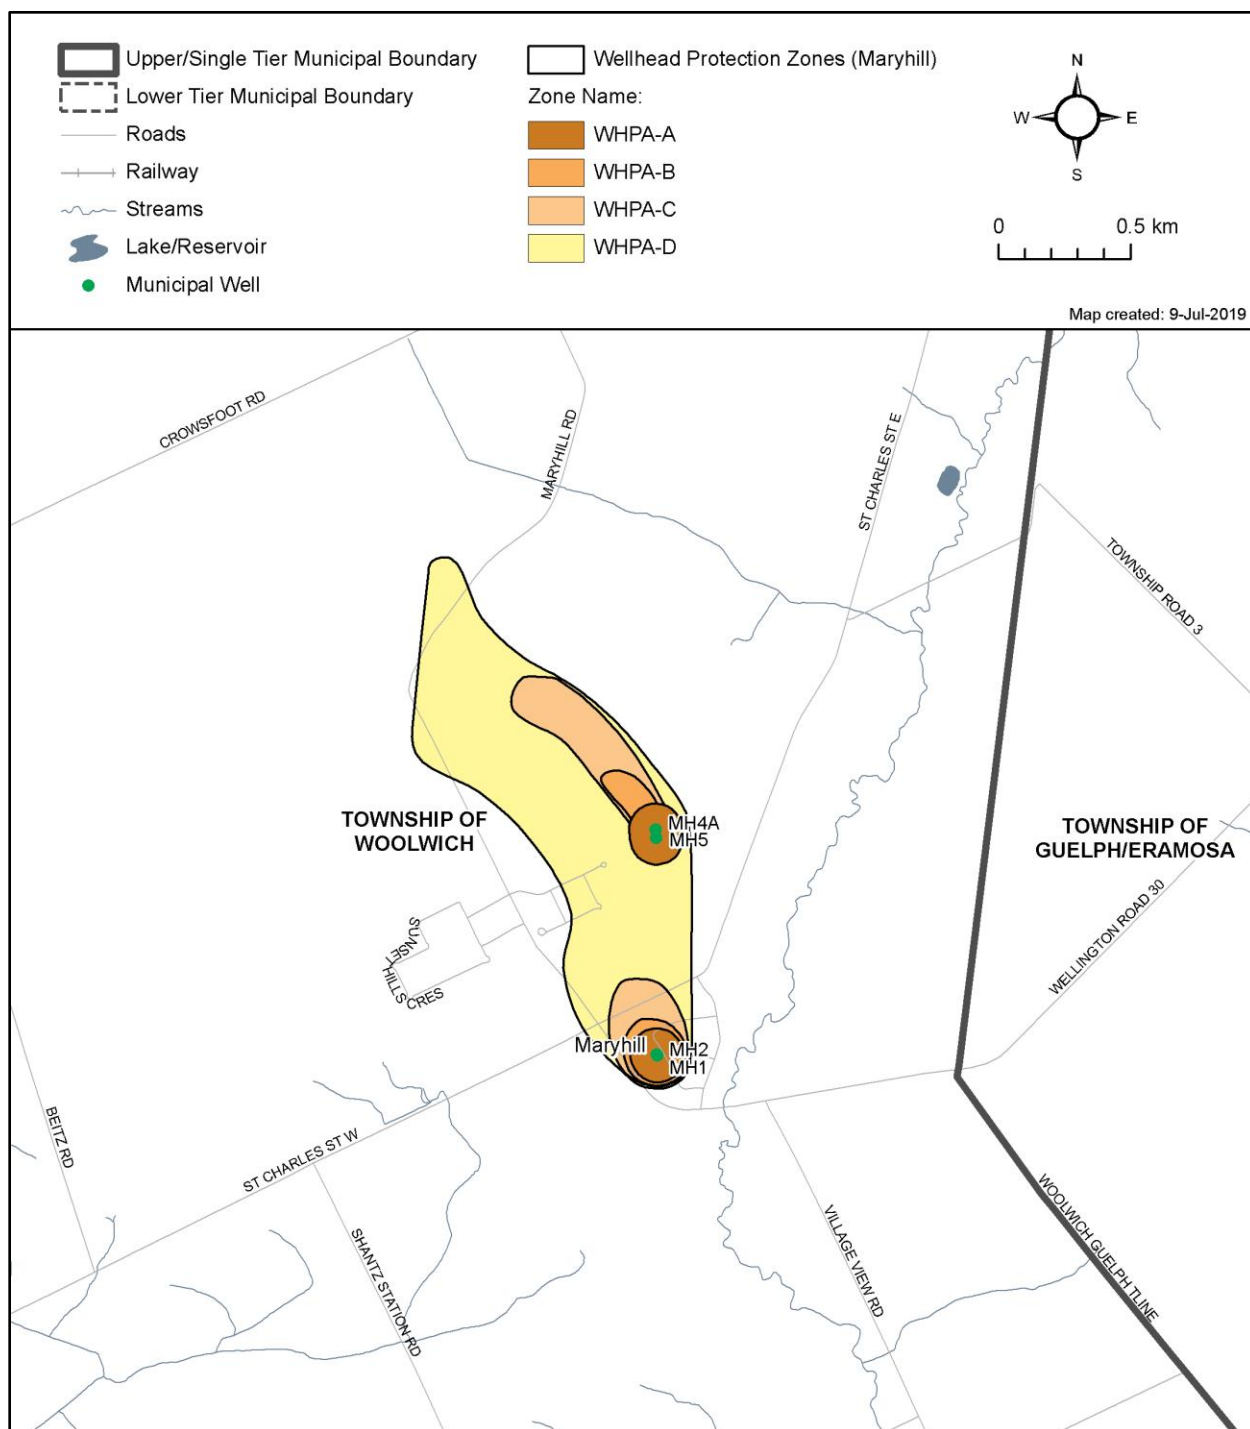 Upper/Single Tier Municipal Boundary
Lower Tier Municipal Boundary
Roads
Railway
Streams
Lake/Reservoir
Municipal Well
Wellhead Protection Zones (Maryhill)
Zone Name:
WHPA-A
WHPA-B
WHPA-C
WHPA-D
N
W E
S
0 0.5 km
Map created: 9-Jul-2019
CROWSFOOT RD
MARYHILL RD
ST CHARLES ST E
TOWNSHIP ROAD 3
TOWNSHIP OF
WOOLWICH
MH4A
MH5
TOWNSHIP OF
GUELPH/ERAMOSA
WELLINGTON ROAD 30
SUNSET
HILLS CRES
Maryhill
MH2
MH1
BEITZ RD
ST CHARLES ST W
SHANTZ STATION RD
VILLAGE VIEW RD
WOOLWICH GUELPH TLINE